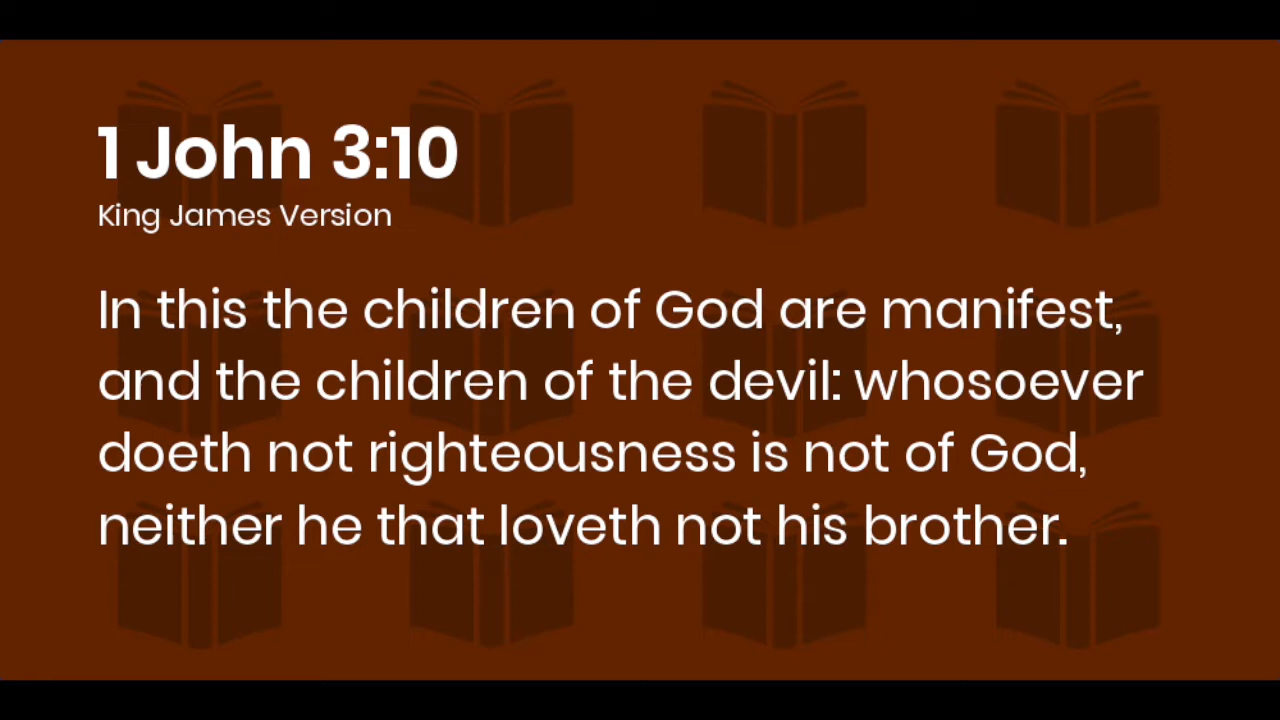 1 John 3:10
King James Version
In this the children of God are manifest,
and the children of the devil: whosoever
doeth not righteousness is not of God,
neither he that loveth not his brother.